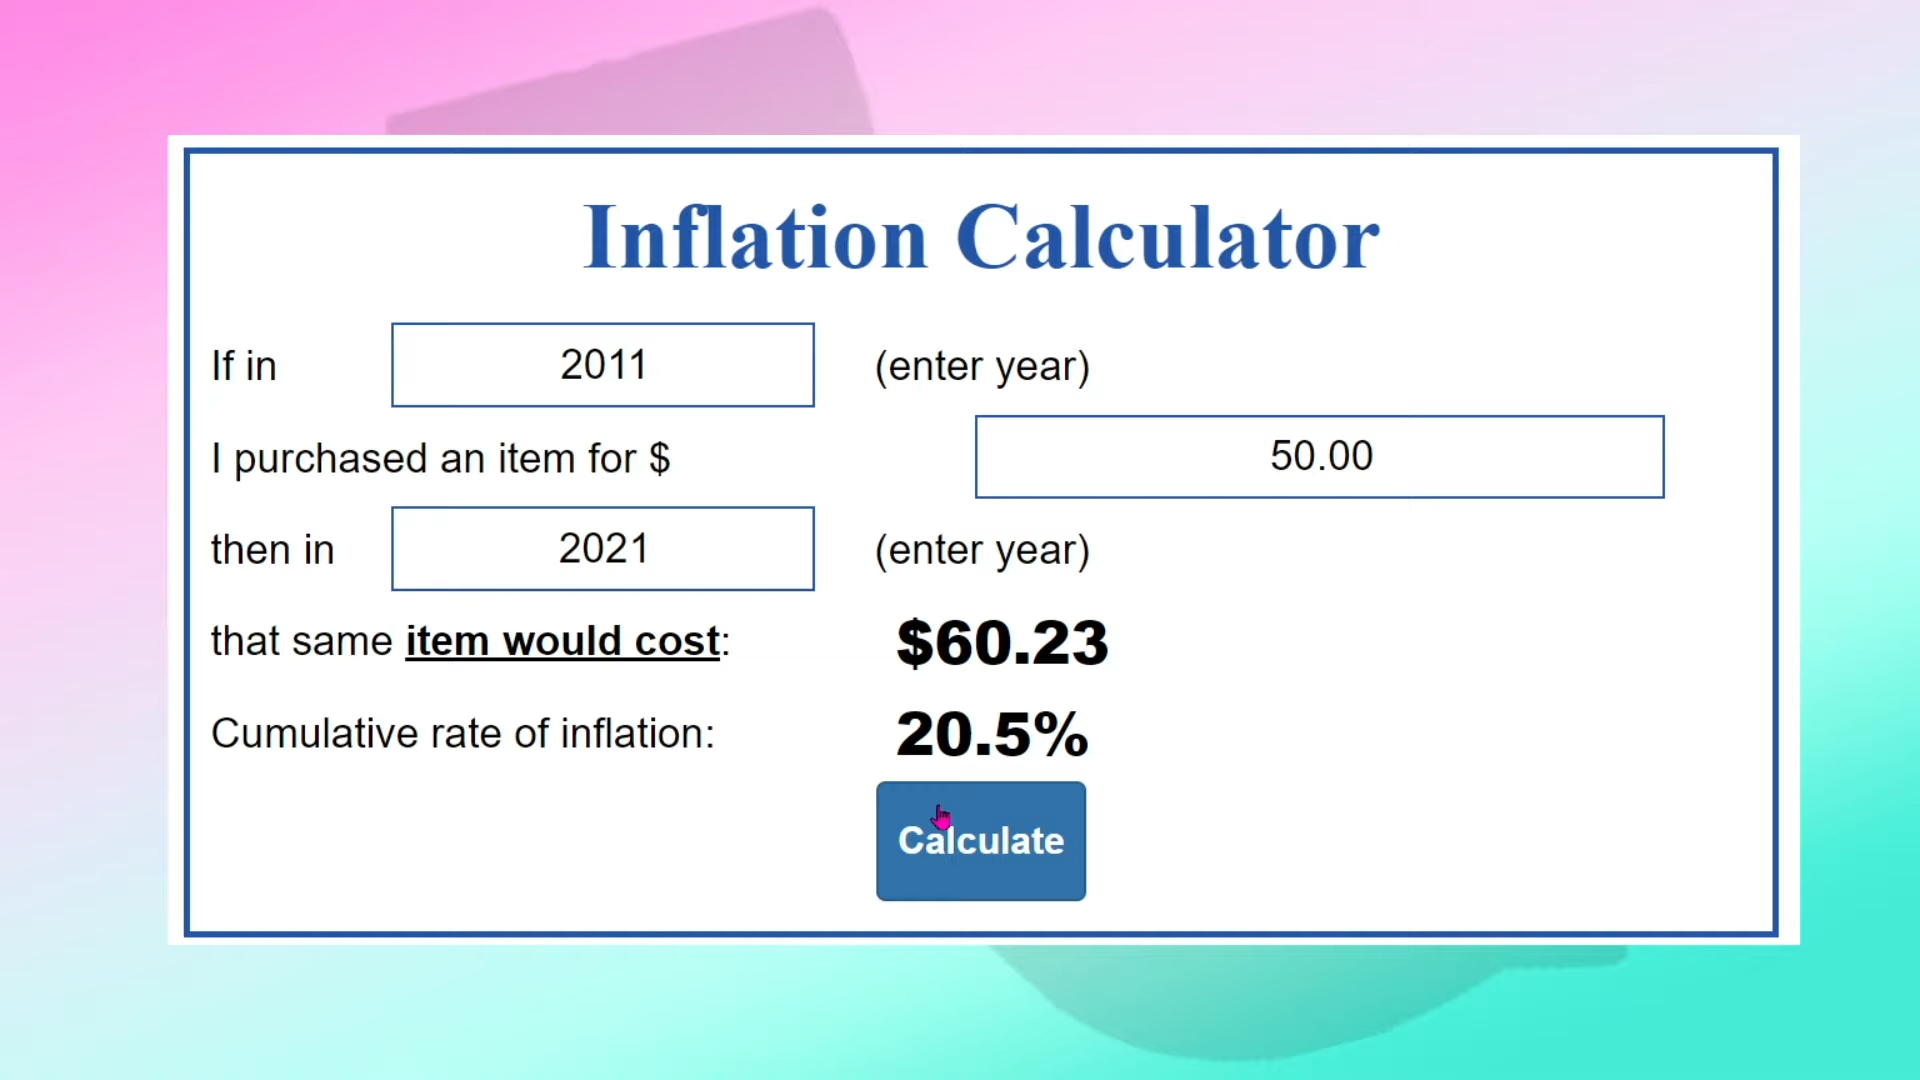 Inflation Calculator
If in 2011 (enter year)
I purchased an item for $ 50.00
then in 2021 (enter year)
that same item would cost: $60.23
Cumulative rate of inflation: 20.5%
Calculate